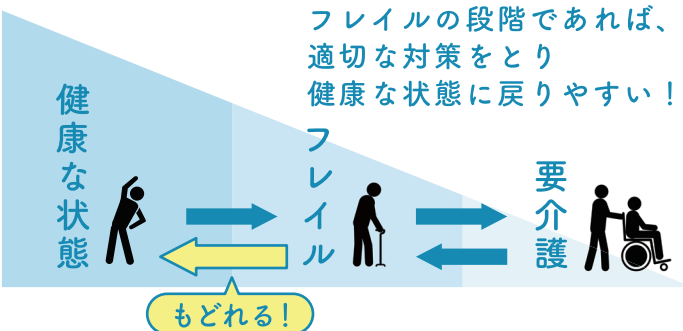 フレイルの段階であれば、
適切な対策をとり
健康な状態に戻りやすい！
健康な状態
フレイル
要介護
もどれる！